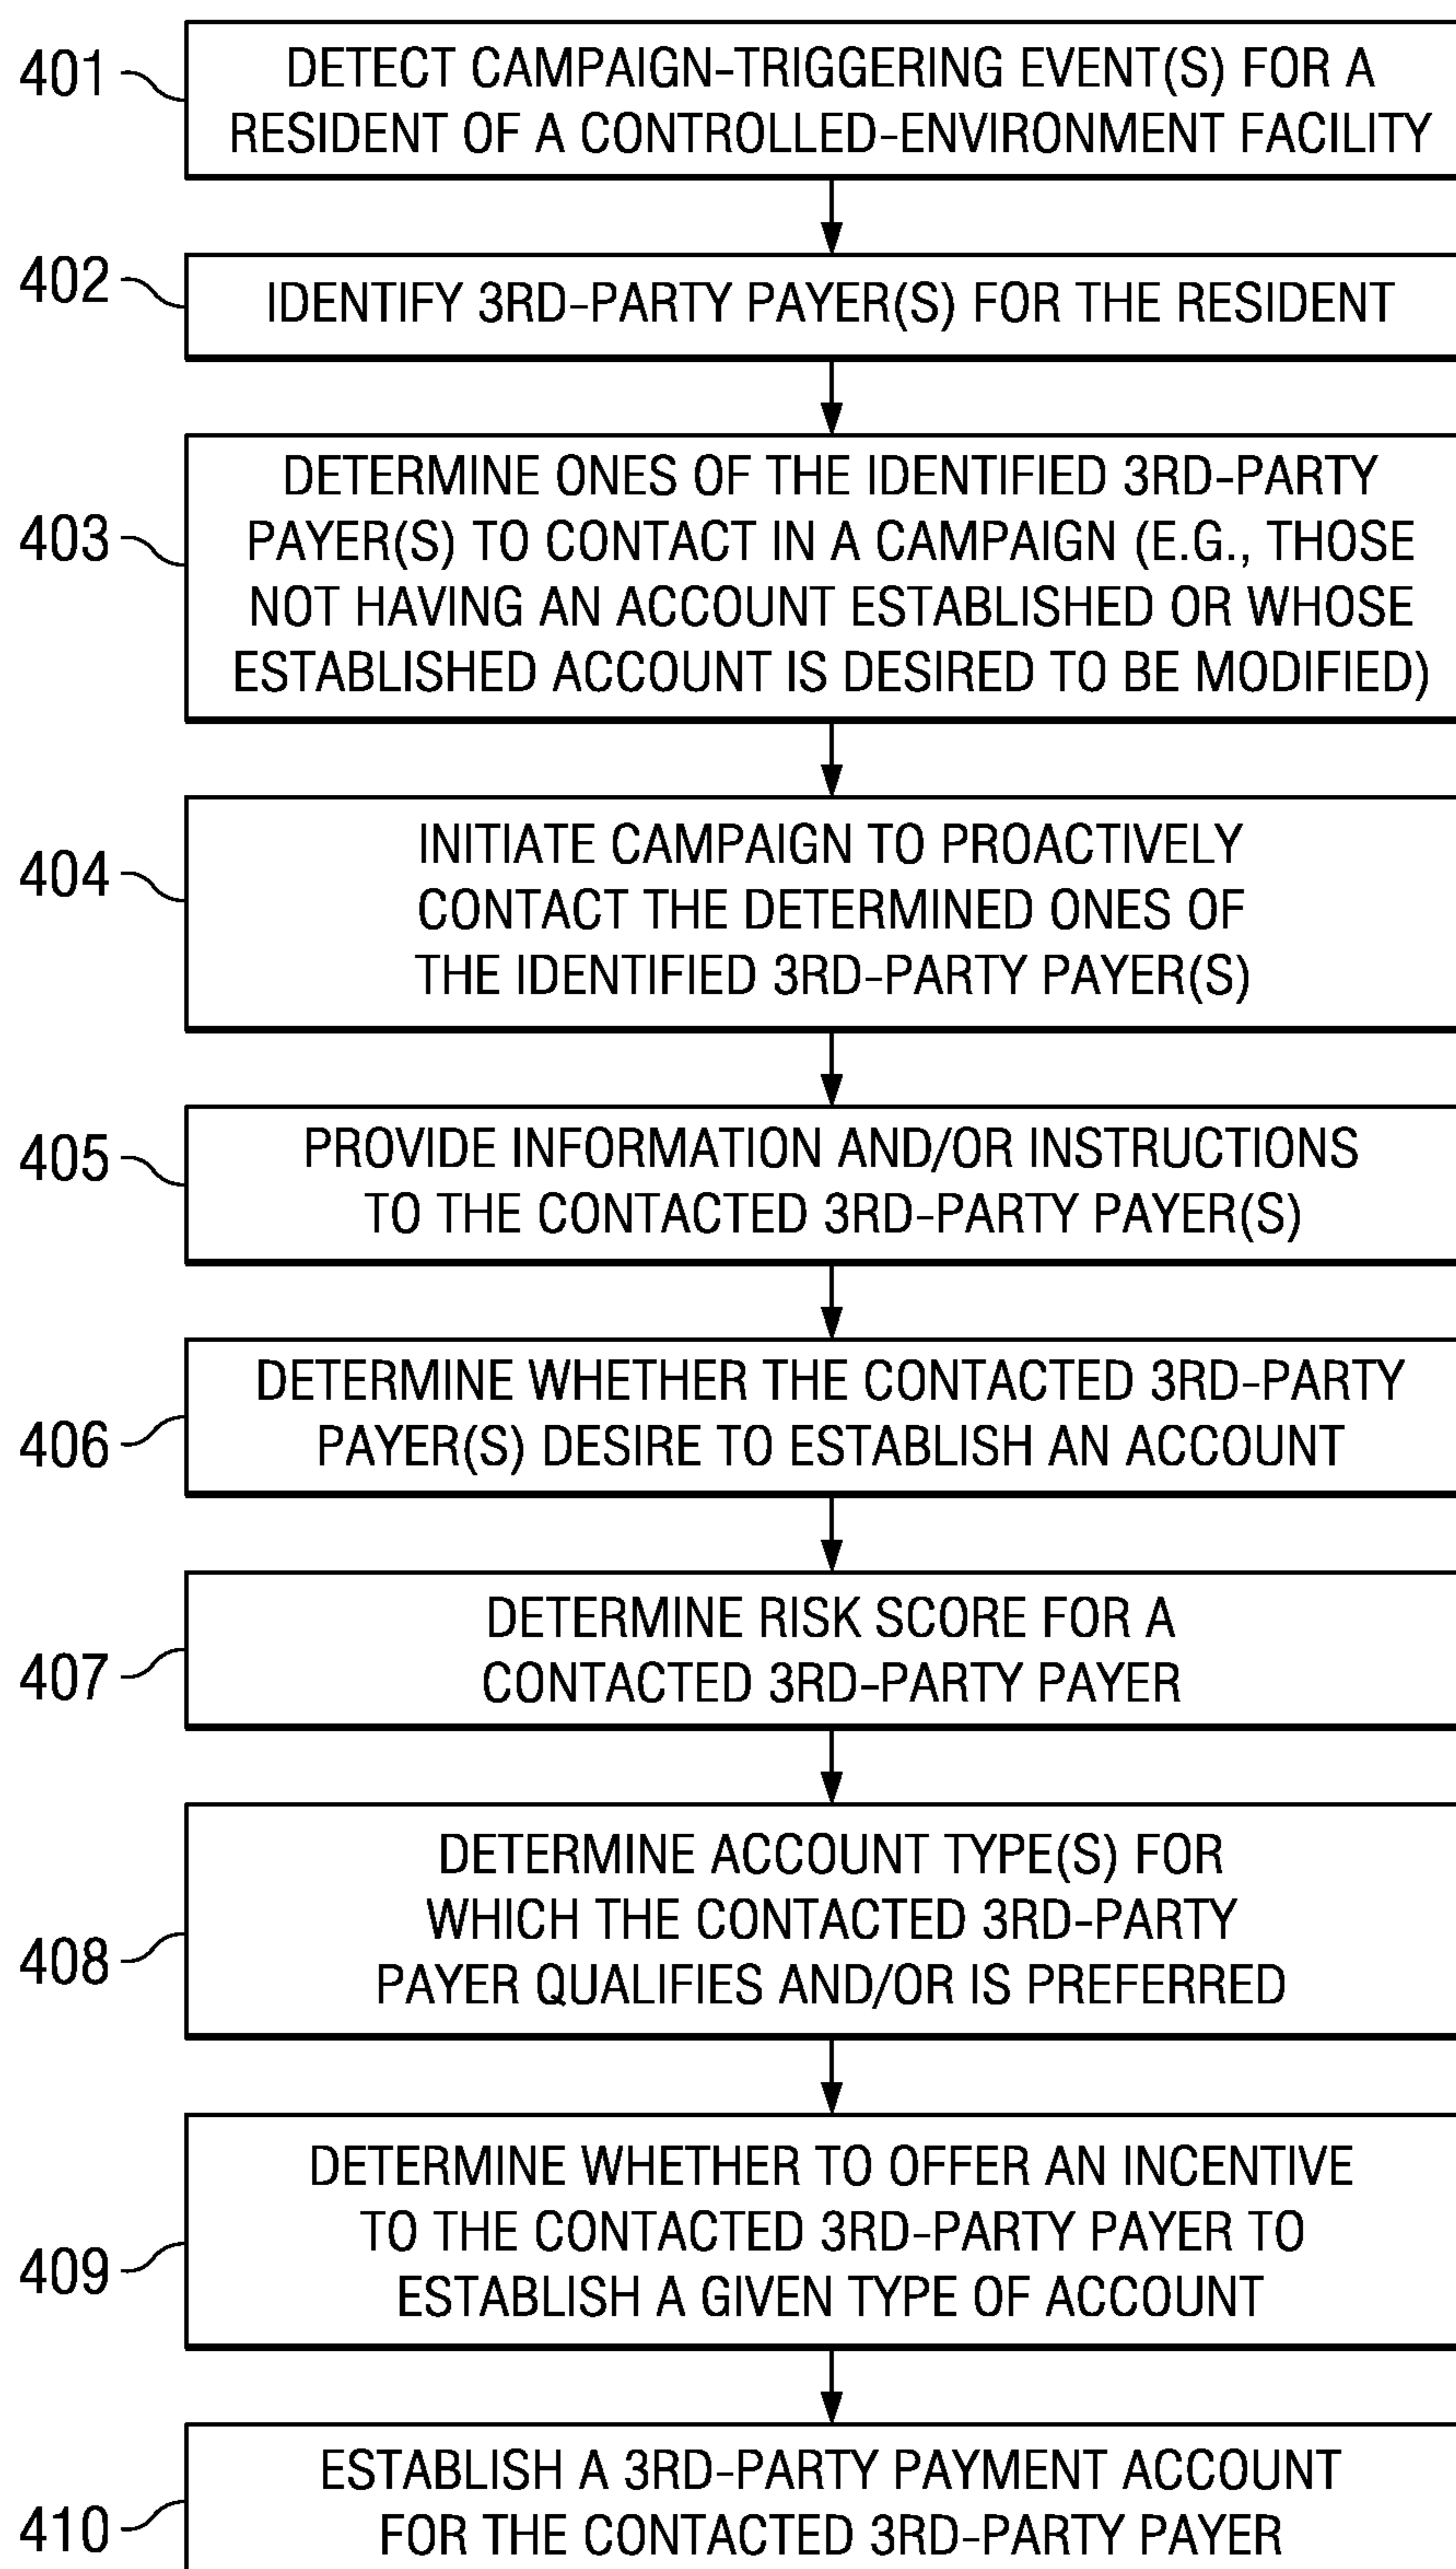 401
DETECT CAMPAIGN-TRIGGERING EVENT(S) FOR A
RESIDENT OF A CONTROLLED-ENVIRONMENT FACILITY
402
IDENTIFY 3RD-PARTY PAYER(S) FOR THE RESIDENT
403
DETERMINE ONES OF THE IDENTIFIED 3RD-PARTY
PAYER(S) TO CONTACT IN A CAMPAIGN (E.G., THOSE
NOT HAVING AN ACCOUNT ESTABLISHED OR WHOSE
ESTABLISHED ACCOUNT IS DESIRED TO BE MODIFIED)
404
INITIATE CAMPAIGN TO PROACTIVELY
CONTACT THE DETERMINED ONES OF
THE IDENTIFIED 3RD-PARTY PAYER(S)
405
PROVIDE INFORMATION AND/OR INSTRUCTIONS
TO THE CONTACTED 3RD-PARTY PAYER(S)
406
DETERMINE WHETHER THE CONTACTED 3RD-PARTY
PAYER(S) DESIRE TO ESTABLISH AN ACCOUNT
407
DETERMINE RISK SCORE FOR A
CONTACTED 3RD-PARTY PAYER
408
DETERMINE ACCOUNT TYPE(S) FOR
WHICH THE CONTACTED 3RD-PARTY
PAYER QUALIFIES AND/OR IS PREFERRED
409
DETERMINE WHETHER TO OFFER AN INCENTIVE
TO THE CONTACTED 3RD-PARTY PAYER TO
ESTABLISH A GIVEN TYPE OF ACCOUNT
410
ESTABLISH A 3RD-PARTY PAYMENT ACCOUNT
FOR THE CONTACTED 3RD-PARTY PAYER